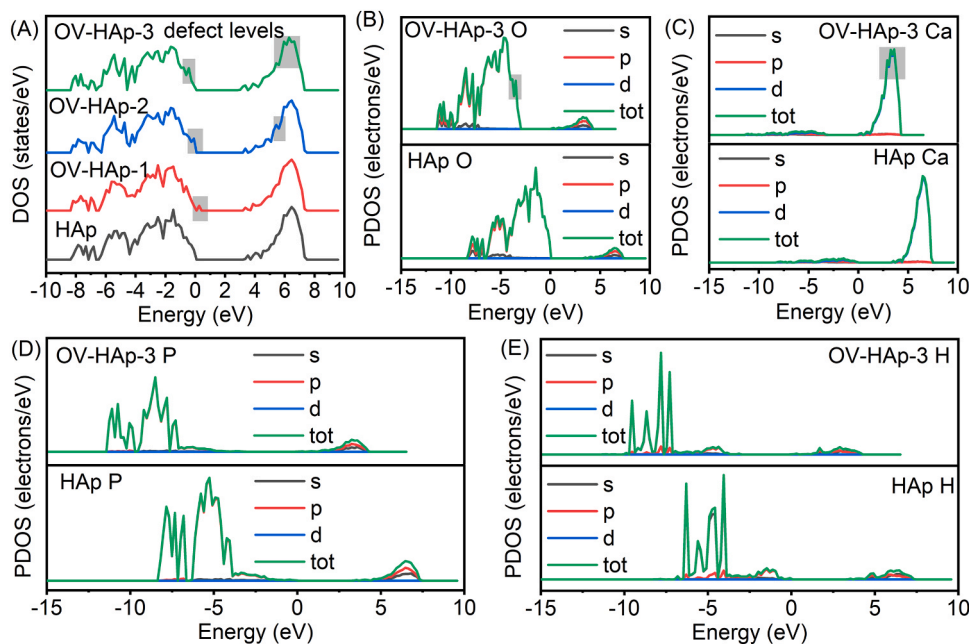 (A)
OV-HAp-3 defect levels
OV-HAp-2
OV-HAp-1
HAp
DOS (states/eV)
-10 -8 -6 -4 -2 0 2 4 6 8 10
Energy (eV)
(B)
OV-HAp-3 O
s
p
d
tot
HAp O
s
p
d
tot
PDOS (electrons/eV)
-15 -10 -5 0 5 10
Energy (eV)
(C)
OV-HAp-3 Ca
s
p
d
tot
HAp Ca
s
p
d
tot
PDOS (electrons/eV)
-15 -10 -5 0 5 10
Energy (eV)
(D)
OV-HAp-3 P
s
p
d
tot
HAp P
s
p
d
tot
PDOS (electrons/eV)
-15 -10 -5 0 5 10
Energy (eV)
(E)
OV-HAp-3 H
s
p
d
tot
HAp H
s
p
d
tot
PDOS (electrons/eV)
-15 -10 -5 0 5 10
Energy (eV)